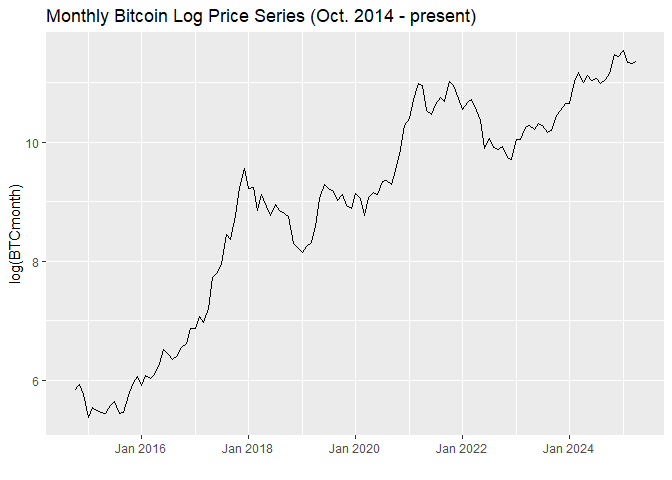 Monthly Bitcoin Log Price Series (Oct. 2014 - present)
log(BTCmonth)
10
8
6
Jan 2016 Jan 2018 Jan 2020 Jan 2022 Jan 2024